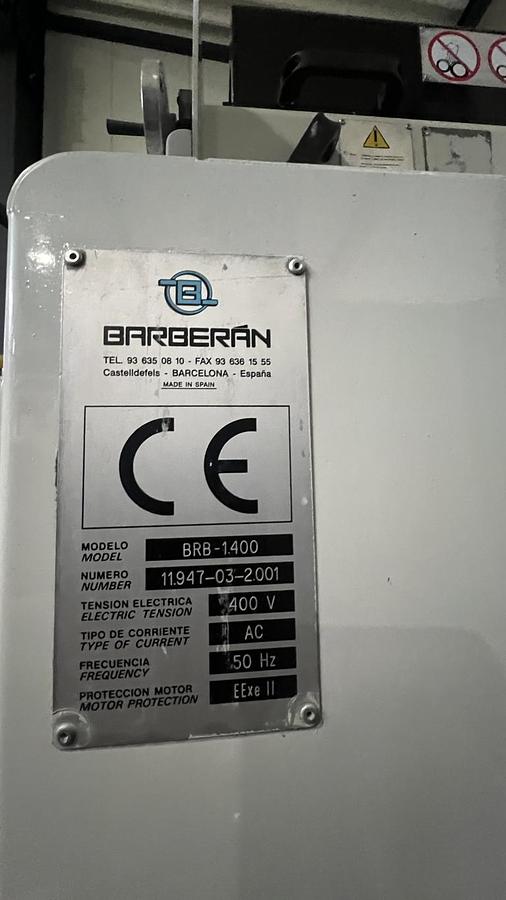 BARBERÁN
TEL. 93 635 08 10 - FAX 93 636 15 55
Castelldefels - BARCELONA - España
MADE IN SPAIN
CE
MODELO
MODEL
BRB-1.400
NUMERO
NUMBER
11.947-03-2.001
TENSION ELECTRICA
ELECTRIC TENSION
400 V
TIPO DE CORRIENTE
TYPE OF CURRENT
AC
FRECUENCIA
FREQUENCY
50 Hz
PROTECCION MOTOR
MOTOR PROTECTION
EExe II